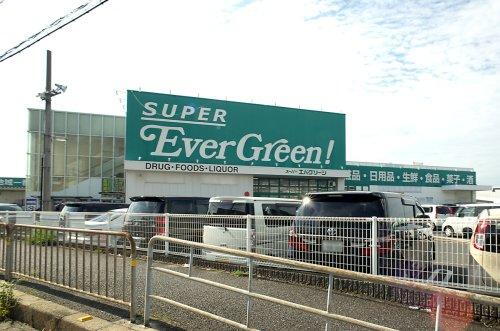 SUPER
EverGreen!
DRUG・FOODS・LIQUOR
スーパー エバグリーン
品・日用品・生鮮・食品・菓子・酒